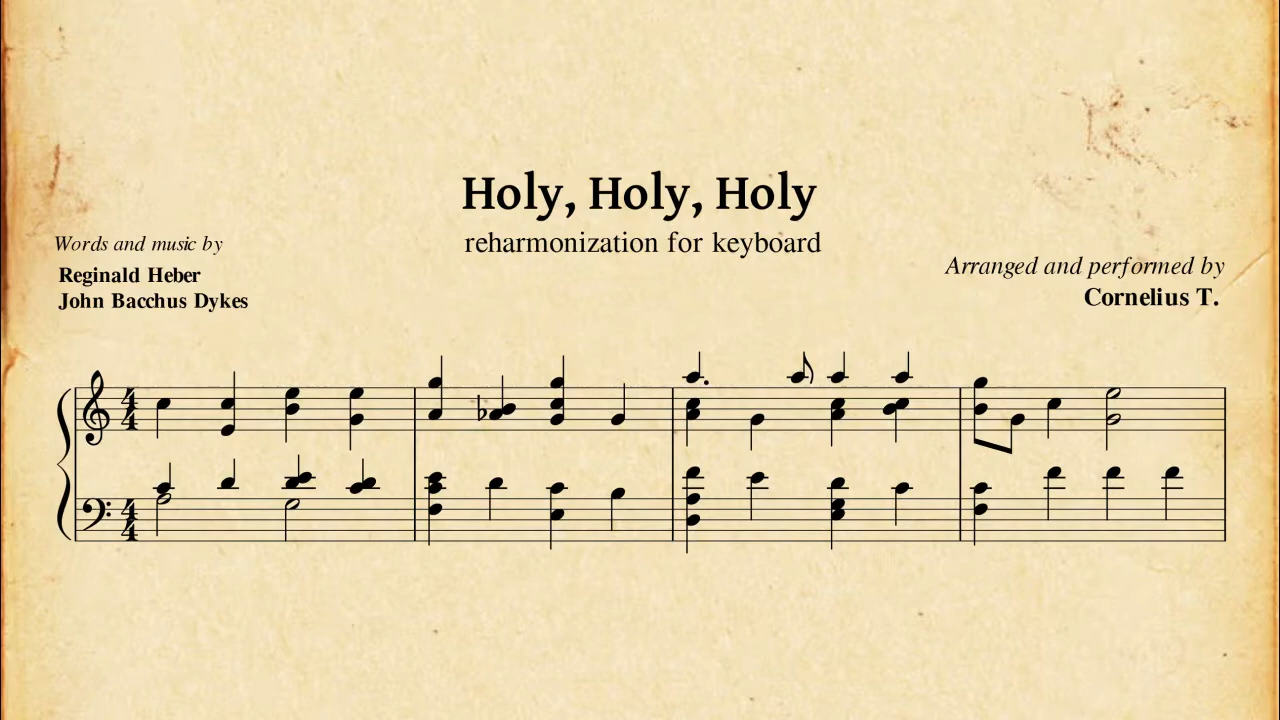 Holy, Holy, Holy
reharmonization for keyboard
Words and music by
Reginald Heber
John Bacchus Dykes
Arranged and performed by
Cornelius T.